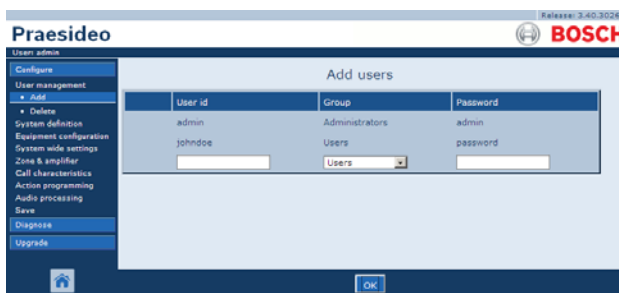 Release: 3.40.3026
Praesideo
BOSCH
User: admin
Configure
User management
• Add
• Delete
System definition
Equipment configuration
System wide settings
Zone & amplifier
Call characteristics
Action programming
Audio processing
Save
Diagnose
Upgrade
Add users
User id Group Password
admin Administrators admin
johndoe Users password
Users
OK